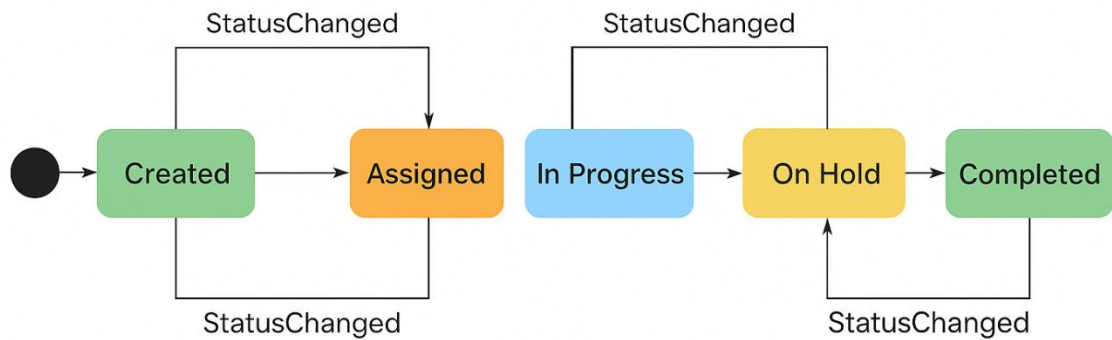 StatusChanged
StatusChanged
Created
Assigned
In Progress
On Hold
Completed
StatusChanged
StatusChanged